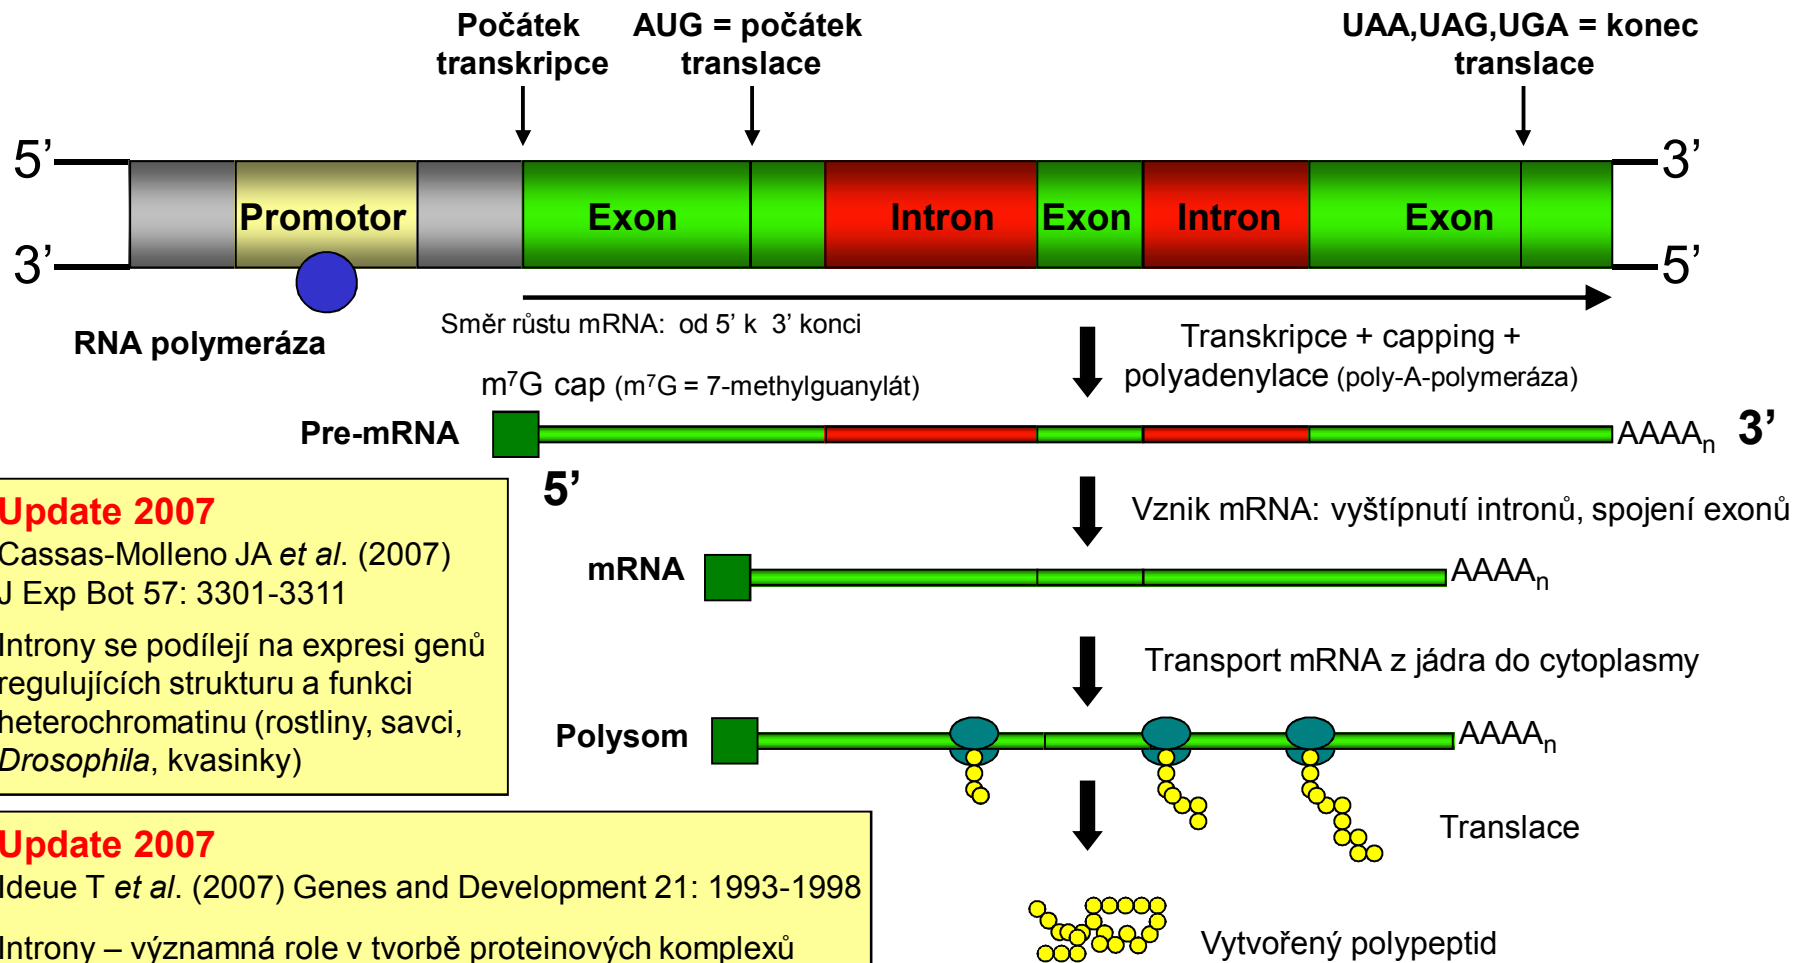 Počátek
transkripce
AUG = počátek
translace
UAA,UAG,UGA = konec
translace
5’
3’
Promotor
Exon
Intron
Exon
Intron
Exon
3’
5’
RNA polymeráza
Směr růstu mRNA:  od 5’ k  3’ konci
Transkripce + capping +
polyadenylace (poly-A-polymeráza)
m⁷G cap (m⁷G = 7-methylguanylát)
Pre-mRNA
AAAAₙ
3’
5’
Vznik mRNA: vyštípnutí intronů, spojení exonů
mRNA
AAAAₙ
Transport mRNA z jádra do cytoplasmy
Polysom
AAAAₙ
Translace
Vytvořený polypeptid
Update 2007
Cassas-Molleno JA et al. (2007)
J Exp Bot 57: 3301-3311
Introny se podílejí na expresi genů
regulujících strukturu a funkci
heterochromatinu (rostliny, savci,
Drosophila, kvasinky)
Update 2007
Ideue T et al. (2007) Genes and Development 21: 1993-1998
Introny – významná role v tvorbě proteinových komplexů